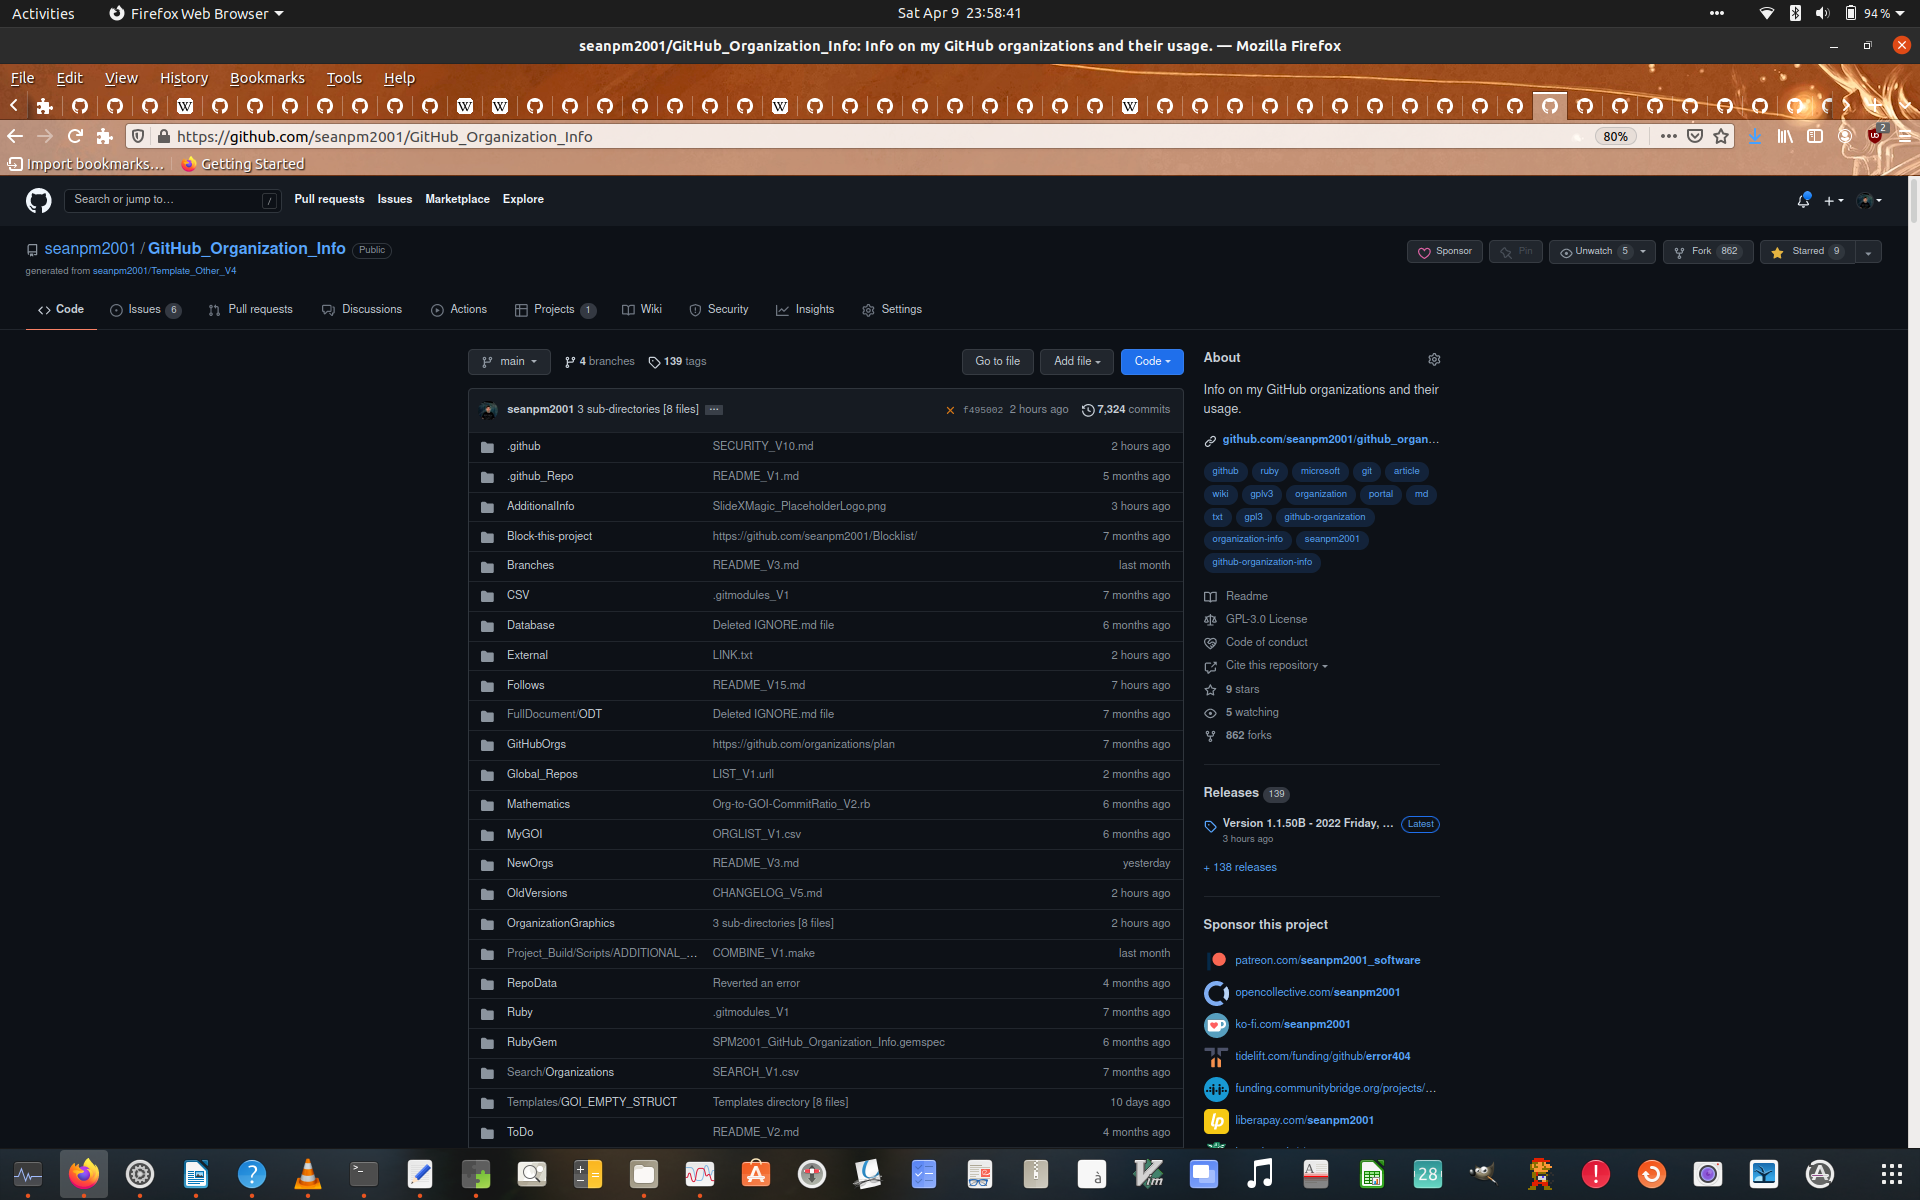 Activities
Firefox Web Browser
Sat Apr 9 23:58:41
94 %
seanpm2001/GitHub_Organization_Info: Info on my GitHub organizations and their usage. — Mozilla Firefox
File Edit View History Bookmarks Tools Help
https://github.com/seanpm2001/GitHub_Organization_Info
80%
2
Import bookmarks...
Getting Started
Search or jump to...
/
Pull requests Issues Marketplace Explore
seanpm2001 / GitHub_Organization_Info Public
generated from seanpm2001/Template_Other_V4
Sponsor
Pin
Unwatch 5
Fork 862
Starred 9
Code
Issues 6
Pull requests
Discussions
Actions
Projects 1
Wiki
Security
Insights
Settings
main
4 branches
139 tags
Go to file
Add file
Code
seanpm2001 3 sub-directories [8 files] ...
f495002 2 hours ago
7,324 commits
.github SECURITY_V10.md 2 hours ago
.github_Repo README_V1.md 5 months ago
AdditionalInfo SlideXMagic_PlaceholderLogo.png 3 hours ago
Block-this-project https://github.com/seanpm2001/Blocklist/ 7 months ago
Branches README_V3.md last month
CSV .gitmodules_V1 7 months ago
Database Deleted IGNORE.md file 6 months ago
External LINK.txt 2 hours ago
Follows README_V15.md 7 hours ago
FullDocument/ODT Deleted IGNORE.md file 7 months ago
GitHubOrgs https://github.com/organizations/plan 7 months ago
Global_Repos LIST_V1.urll 2 months ago
Mathematics Org-to-GOI-CommitRatio_V2.rb 6 months ago
MyGOI ORGLIST_V1.csv 6 months ago
NewOrgs README_V3.md yesterday
OldVersions CHANGELOG_V5.md 2 hours ago
OrganizationGraphics 3 sub-directories [8 files] 2 hours ago
Project_Build/Scripts/ADDITIONAL_... COMBINE_V1.make last month
RepoData Reverted an error 4 months ago
Ruby .gitmodules_V1 7 months ago
RubyGem SPM2001_GitHub_Organization_Info.gemspec 6 months ago
Search/Organizations SEARCH_V1.csv 7 months ago
Templates/GOI_EMPTY_STRUCT Templates directory [8 files] 10 days ago
ToDo README_V2.md 4 months ago
About
Info on my GitHub organizations and their
usage.
github.com/seanpm2001/github_organ...
github ruby microsoft git article
wiki gplv3 organization portal md
txt gpl3 github-organization
organization-info seanpm2001
github-organization-info
Readme
GPL-3.0 License
Code of conduct
Cite this repository
9 stars
5 watching
862 forks
Releases 139
Version 1.1.50B - 2022 Friday, ... Latest
3 hours ago
+ 138 releases
Sponsor this project
patreon.com/seanpm2001_software
opencollective.com/seanpm2001
ko-fi.com/seanpm2001
tidelift.com/funding/github/error404
funding.communitybridge.org/projects/...
lp
liberapay.com/seanpm2001
à
Vim
28